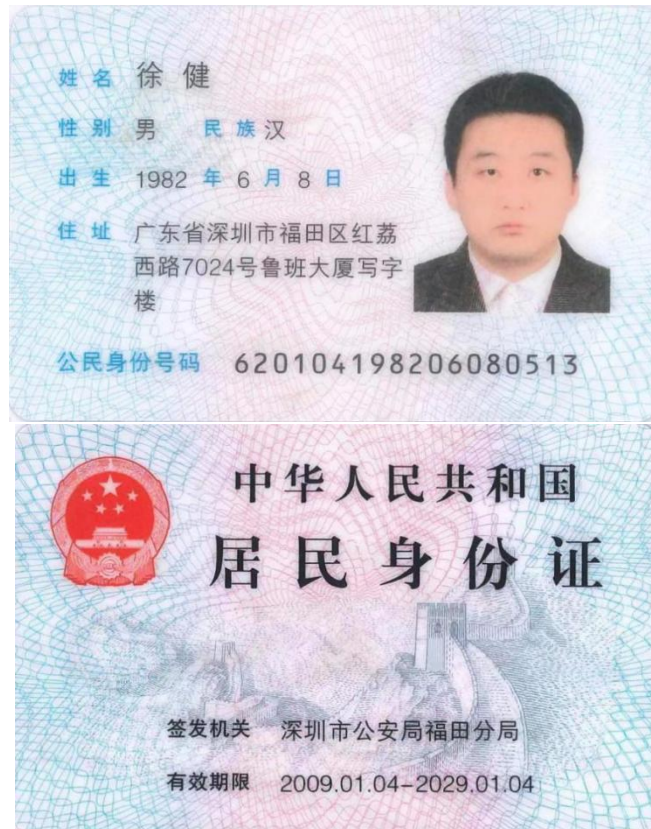 姓名 徐健
性别 男 民族 汉
出生 1982 年 6 月 8 日
住址 广东省深圳市福田区红荔
西路7024号鲁班大厦写字
楼
公民身份号码 620104198206080513
中华人民共和国
居民身份证
签发机关 深圳市公安局福田分局
有效期限 2009.01.04-2029.01.04